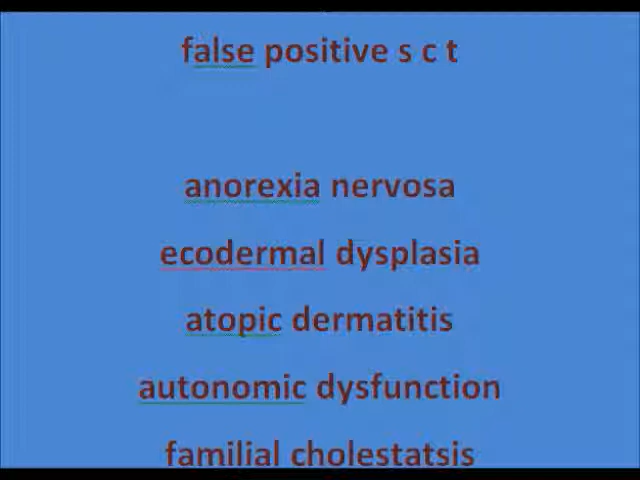 false positive s c t
anorexia nervosa
ecodermal dysplasia
atopic dermatitis
autonomic dysfunction
familial cholestatsis